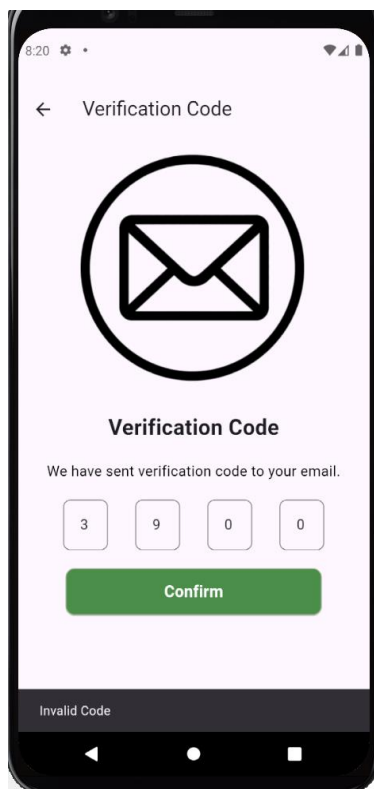 8:20
Verification Code
Verification Code
We have sent verification code to your email.
3 9 0 0
Confirm
Invalid Code